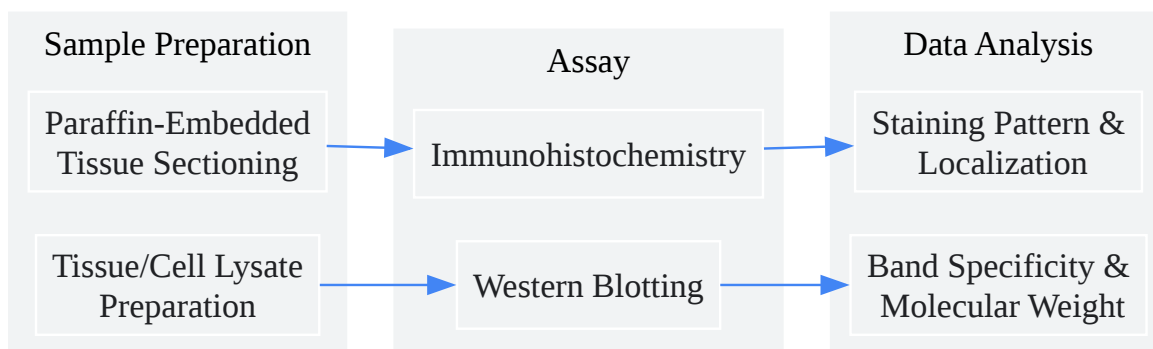 Sample Preparation
Paraffin-Embedded
Tissue Sectioning
Tissue/Cell Lysate
Preparation
Assay
Immunohistochemistry
Western Blotting
Data Analysis
Staining Pattern &
Localization
Band Specificity &
Molecular Weight